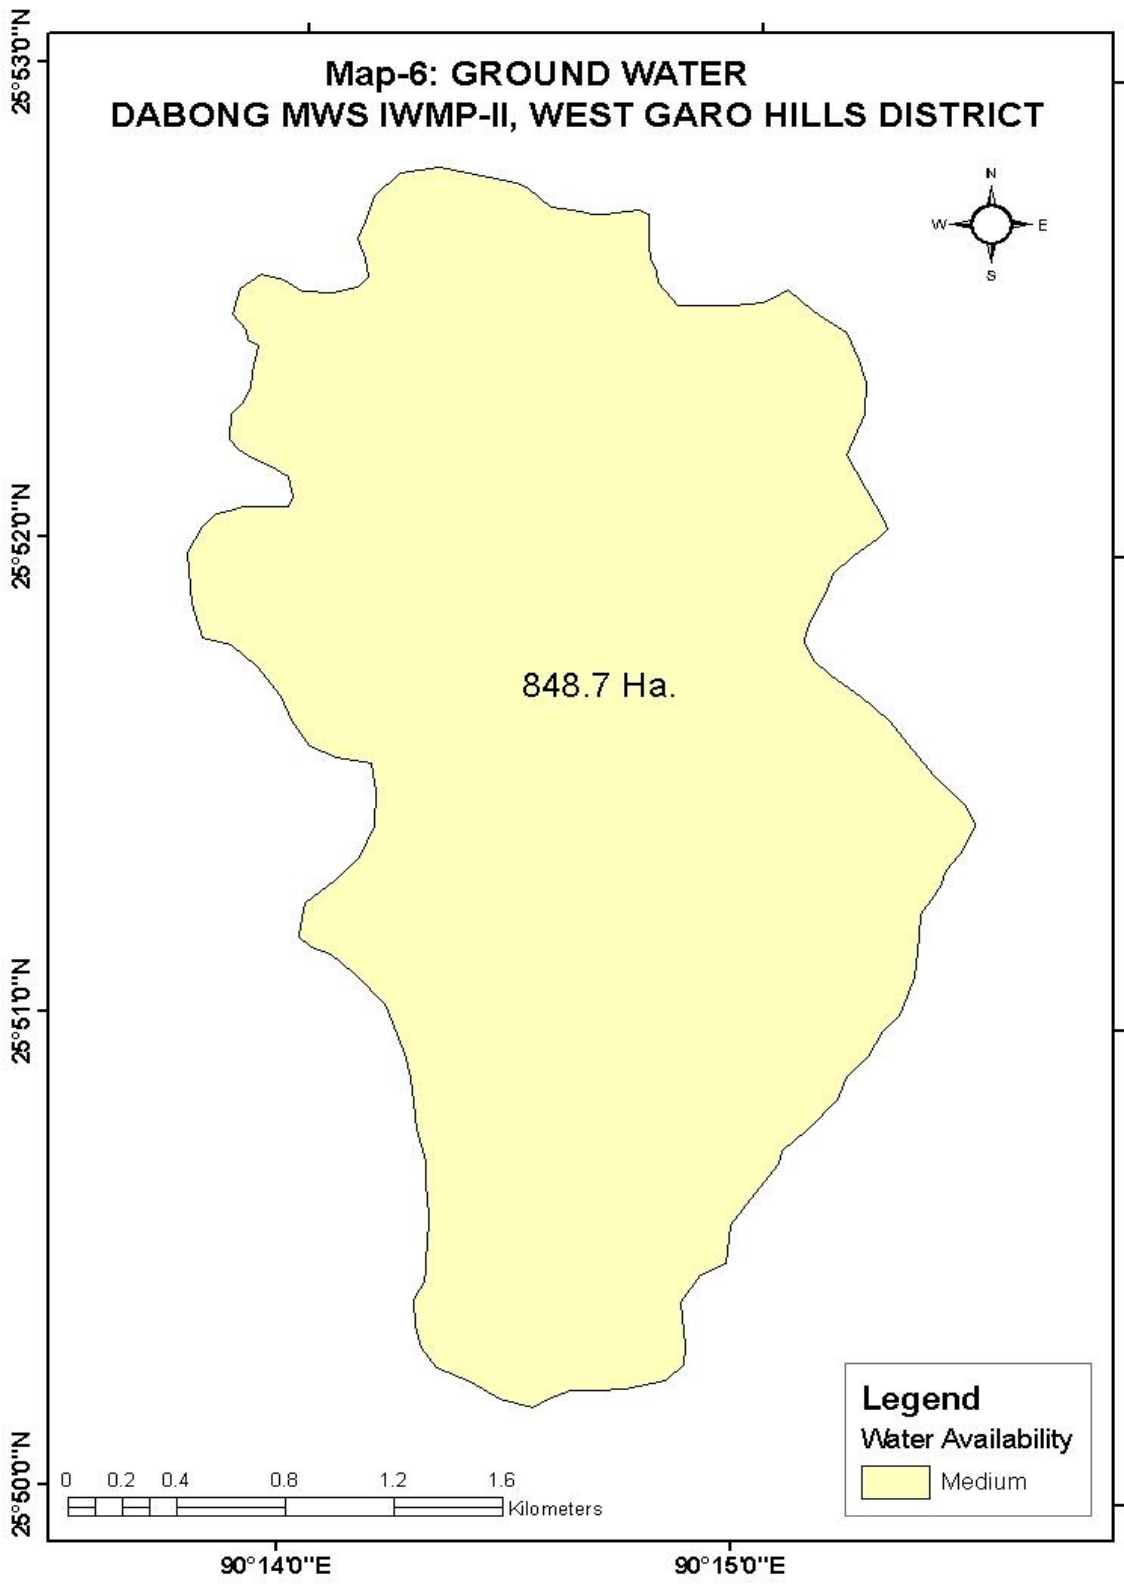 25°53'0"N
Map-6: GROUND WATER
DABONG MWS IWMP-II, WEST GARO HILLS DISTRICT
N
W E
S
25°52'0"N
848.7 Ha.
25°51'0"N
Legend
Water Availability
Medium
25°50'0"N
0 0.2 0.4 0.8 1.2 1.6
Kilometers
90°14'0"E 90°15'0"E